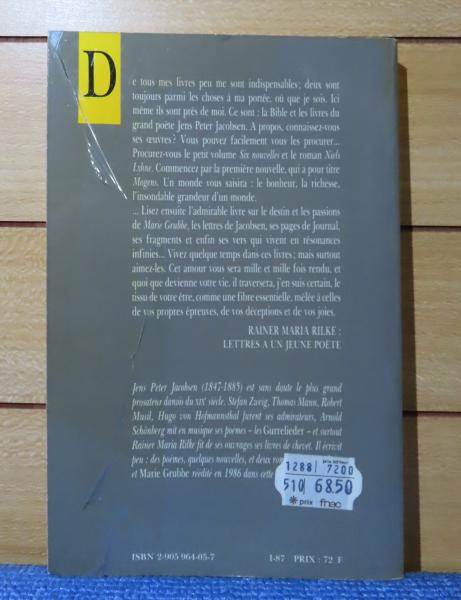 De tous mes livres peu me sont indispensables ; deux sont
toujours parmi les choses à ma portée, où que je sois. Ici
même ils sont près de moi. Ce sont : la Bible et les livres du
grand poète Jens Peter Jacobsen. A propos, connaissez-vous
ses œuvres ? Vous pouvez facilement vous les procurer...
Procurez-vous le petit volume Six nouvelles et le roman Niels
Lyhne. Commencez par la première nouvelle, qui a pour titre
Mogens. Un monde vous saisira : le bonheur, la richesse,
l'insondable grandeur d'un monde.
... Lisez ensuite l'admirable livre sur le destin et les passions
de Marie Grubbe, les lettres de Jacobsen, ses pages de Journal,
ses fragments et enfin ses vers qui vivent en résonances
infinies... Vivez quelque temps dans ces livres ; mais surtout
aimez-les. Cet amour vous sera mille et mille fois rendu, et
quoi que devienne votre vie, il traversera, j'en suis certain, le
tissu de votre être, comme une fibre essentielle, mêlée à celles
de vos propres épreuves, de vos déceptions et de vos joies.
RAINER MARIA RILKE :
LETTRES A UN JEUNE POÈTE
Jens Peter Jacobsen (1847-1885) est sans doute le plus grand
prosateur danois du XIXe siècle. Stefan Zweig, Thomas Mann, Robert
Musil, Hugo von Hofmannsthal furent ses admirateurs, Arnold
Schönberg mit en musique ses poèmes – les Gurrelieder – et surtout
Rainer Maria Rilke fit de ses ouvrages ses livres de chevet. Il écrivit
peu : des poèmes, quelques nouvelles, et deux
et Marie Grubbe réédité en 1986 dans cette
prix éditeur
1288 7200
510 68.50
prix fnac
ISBN 2-905 964-05-7
1-87 PRIX : 72 F